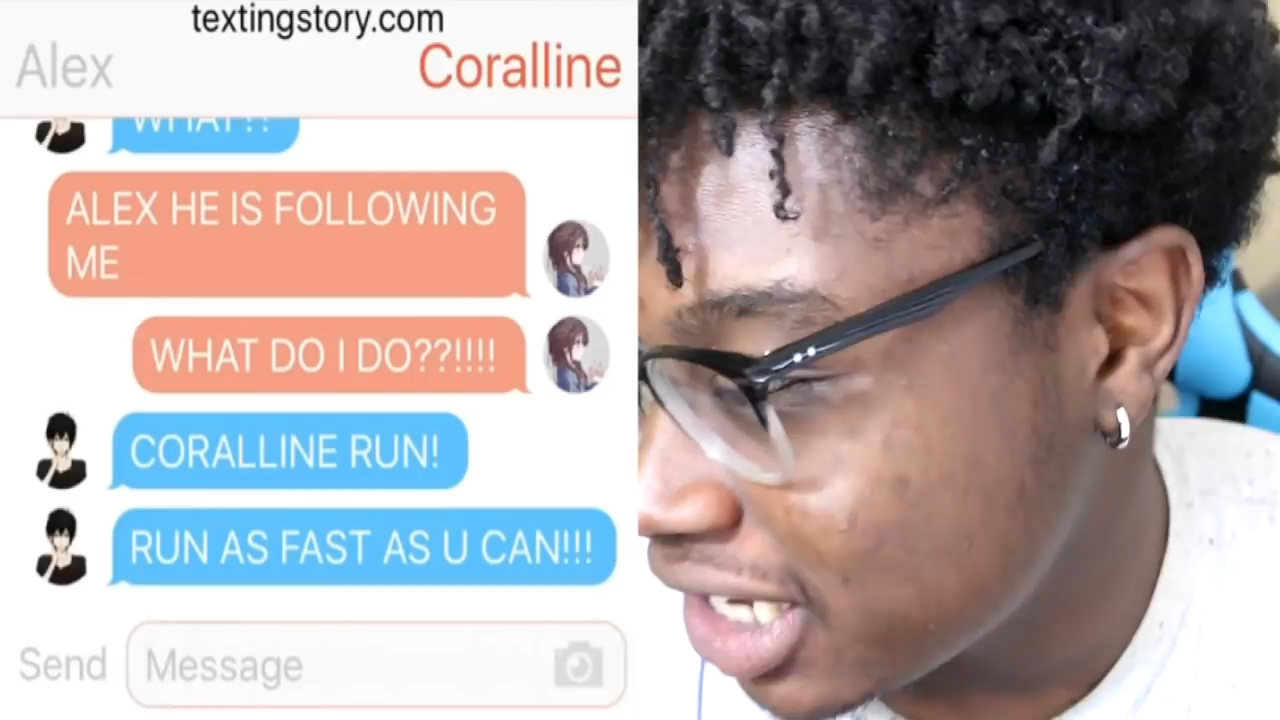 textingstory.com
Alex
Coralline
WHAT!!
ALEX HE IS FOLLOWING
ME
WHAT DO I DO??!!!!
CORALLINE RUN!
RUN AS FAST AS U CAN!!!
Send
Message